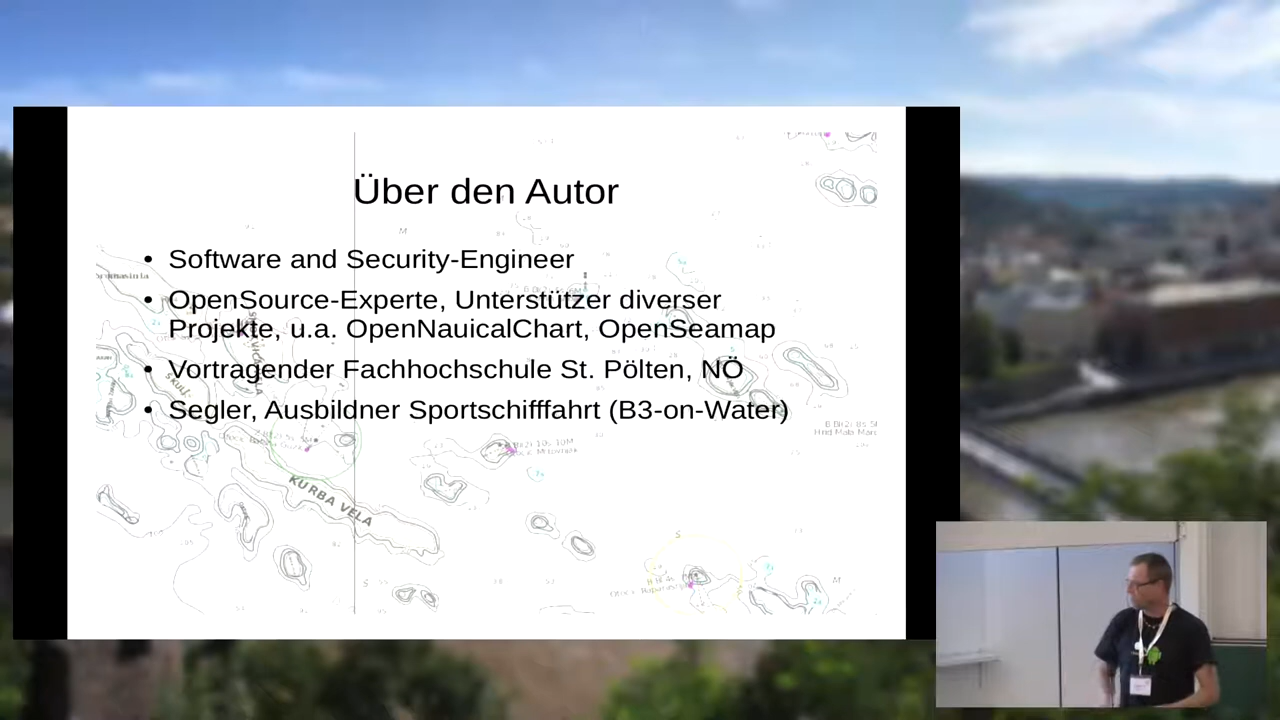 Über den Autor
• Software and Security-Engineer
• OpenSource-Experte, Unterstützer diverser
Projekte, u.a. OpenNauicalChart, OpenSeamap
• Vortragender Fachhochschule St. Pölten, NÖ
• Segler, Ausbildner Sportschifffahrt (B3-on-Water)
KURBA VELA